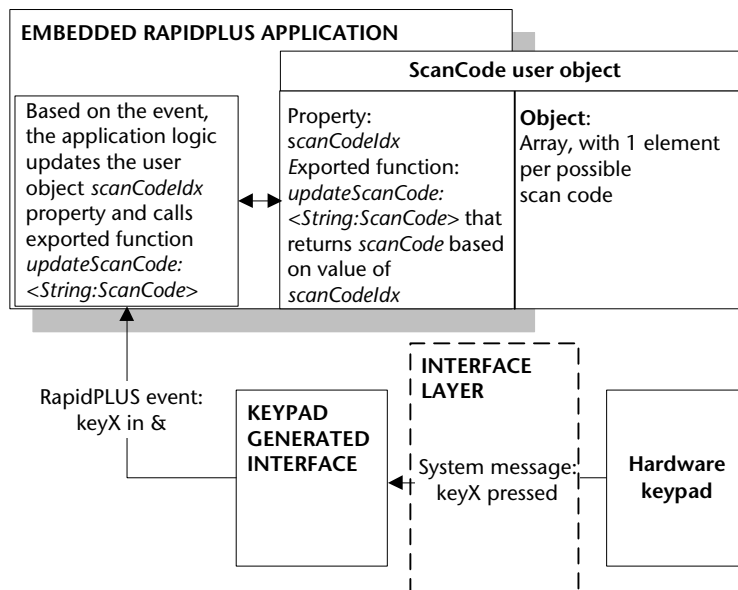 EMBEDDED RAPIDPLUS APPLICATION
ScanCode user object
Based on the event,
the application logic
updates the user
object scanCodeIdx
property and calls
exported function
updateScanCode:
<String:ScanCode>
Property:
scanCodeIdx
Exported function:
updateScanCode:
<String:ScanCode> that
returns scanCode based
on value of
scanCodeIdx
Object:
Array, with 1 element
per possible
scan code
RapidPLUS event:
keyX in &
KEYPAD
GENERATED
INTERFACE
INTERFACE
LAYER
System message:
keyX pressed
Hardware
keypad